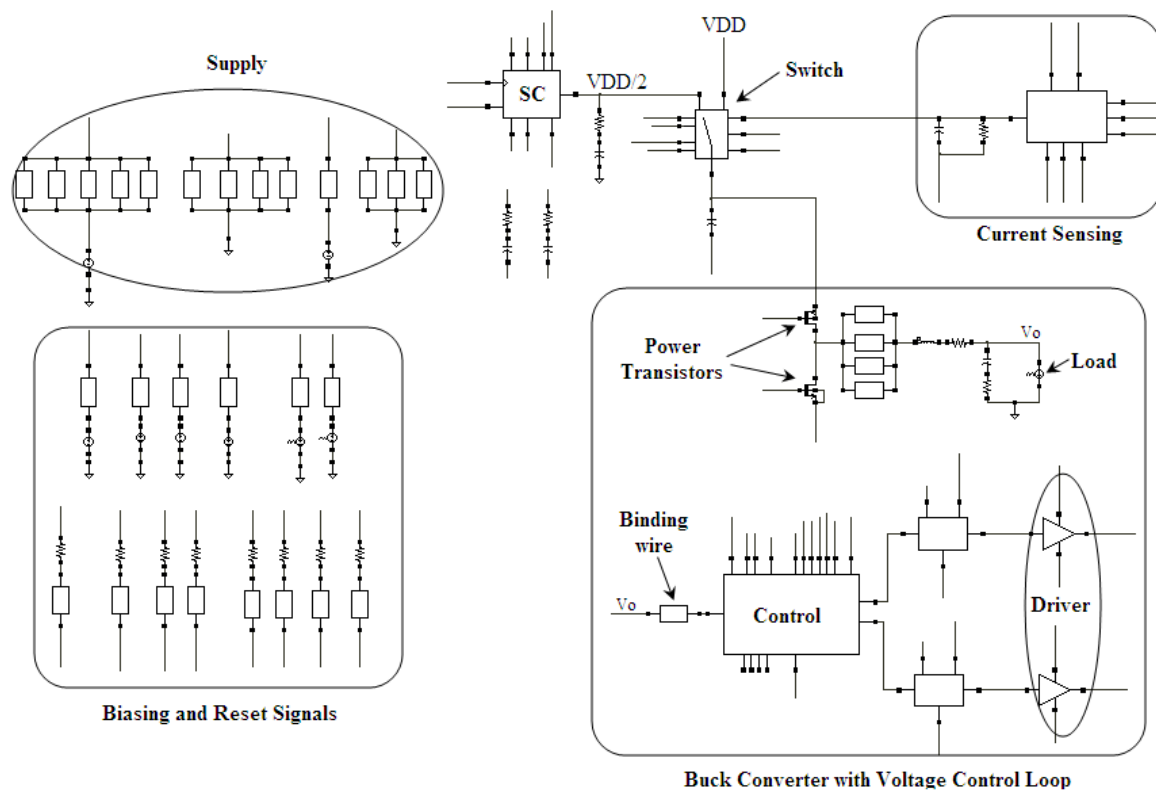 VDD
Supply
Switch
SC
VDD/2
Current Sensing
Power
Transistors
Vo
Load
Binding
wire
Vo
Control
Driver
Biasing and Reset Signals
Buck Converter with Voltage Control Loop